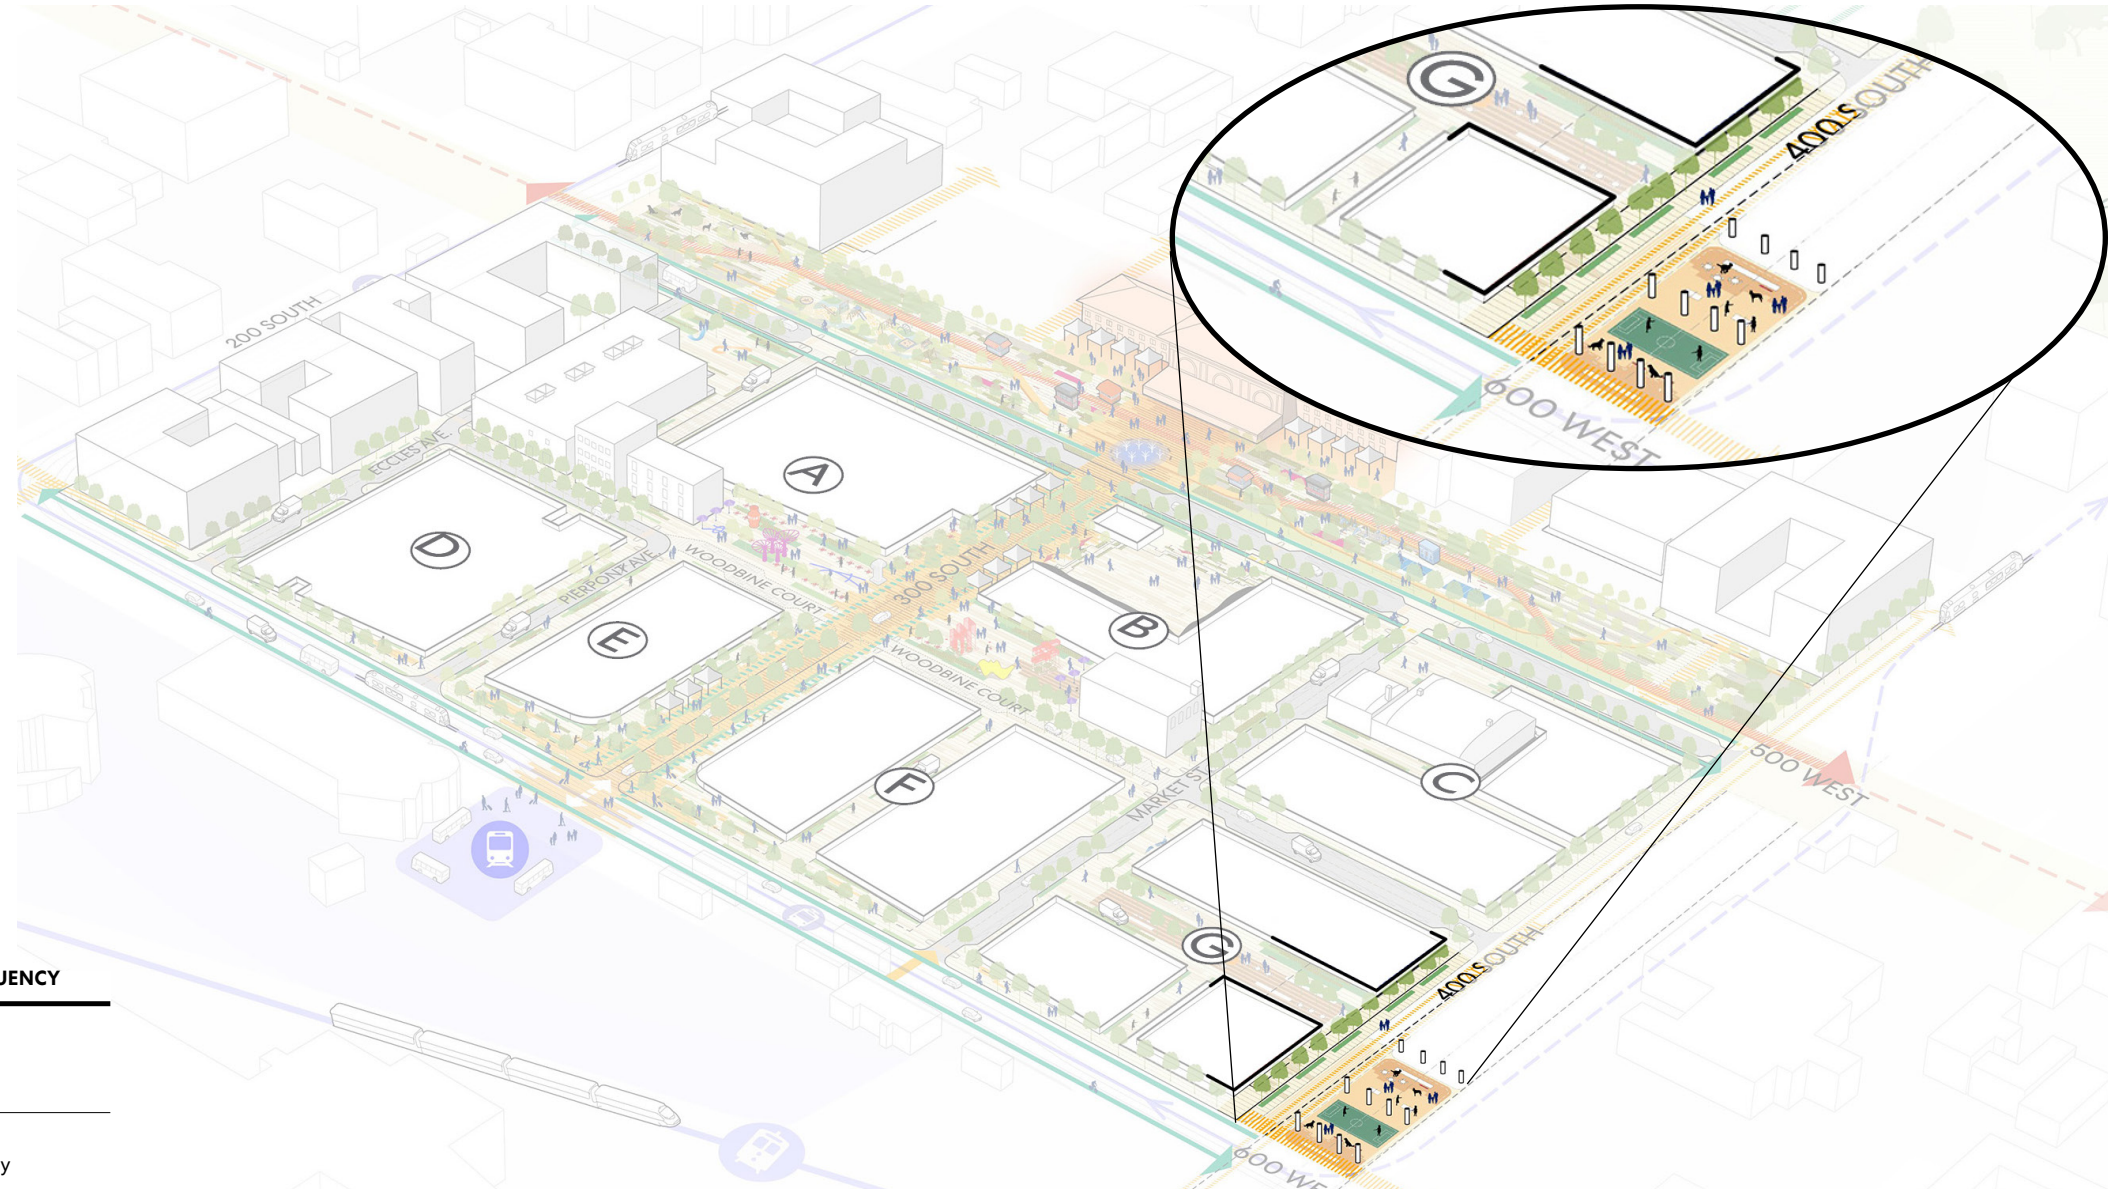 G
400 S
SOUTH
600 WEST
200 SOUTH
ECCLES AVE.
A
D
PIERPONT AVE.
WOODBINE COURT
300 SOUTH
E
B
WOODBINE COURT
F
MARKET ST
C
500 WEST
G
400 S
SOUTH
UENCY
y
600 WE